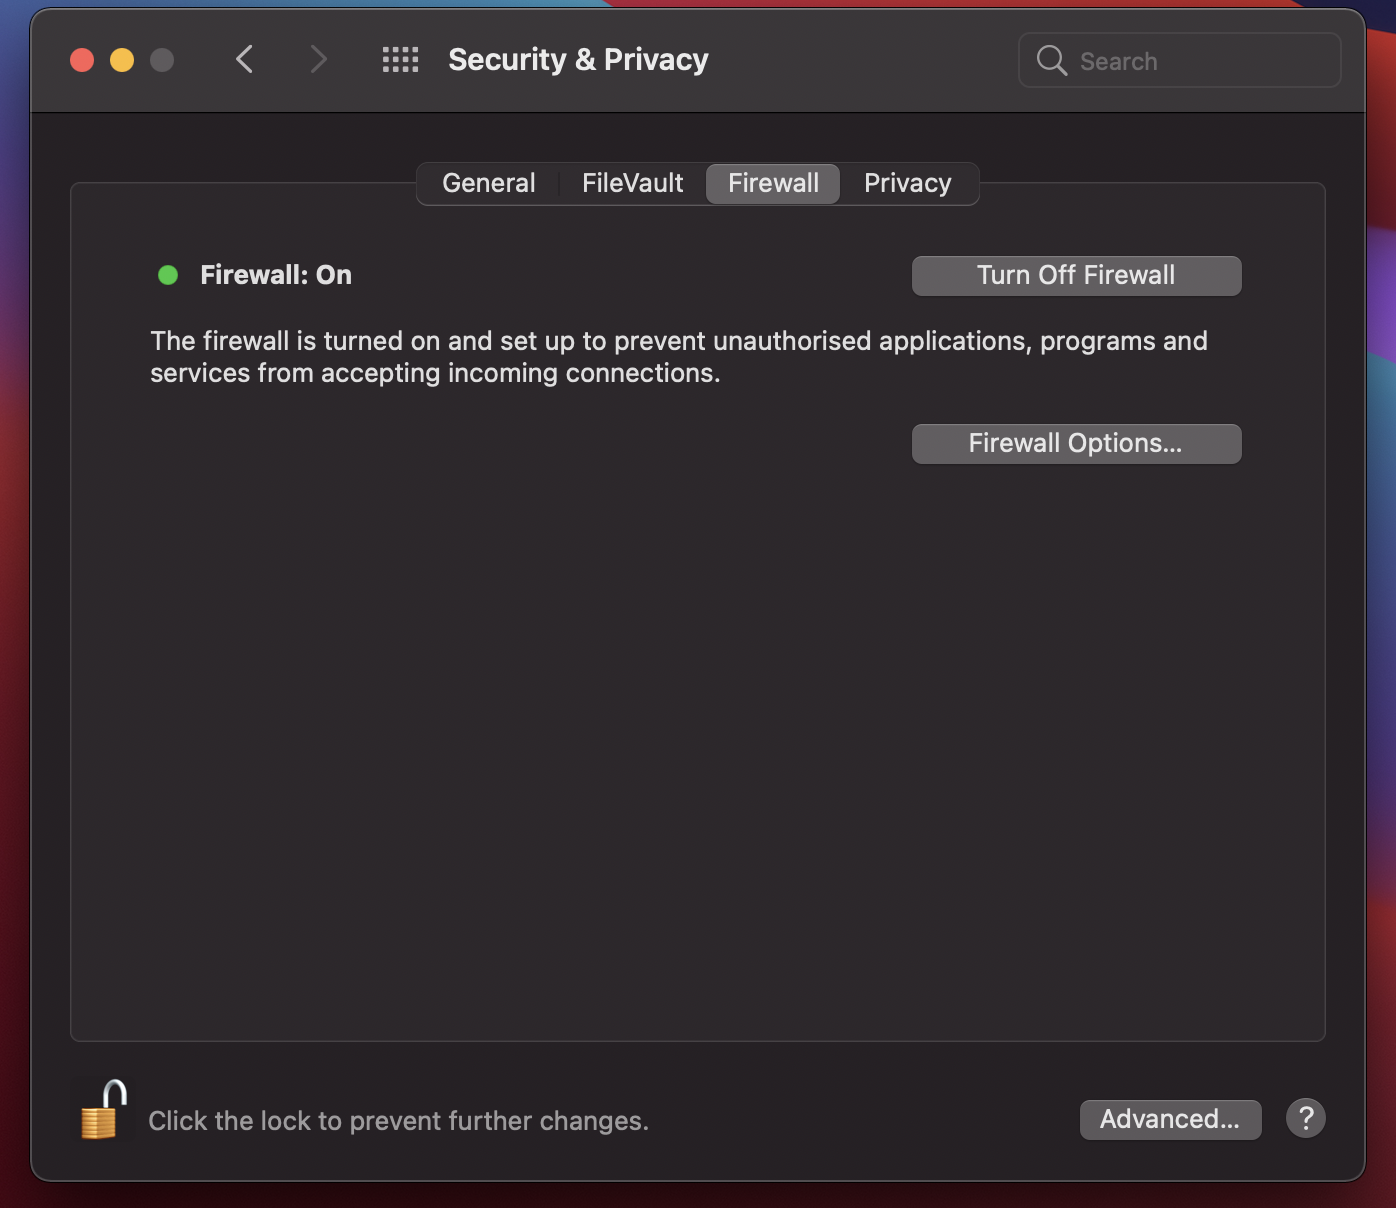 Security & Privacy
Search
General
FileVault
Firewall
Privacy
Firewall: On
Turn Off Firewall
The firewall is turned on and set up to prevent unauthorised applications, programs and
services from accepting incoming connections.
Firewall Options...
Click the lock to prevent further changes.
Advanced...
?